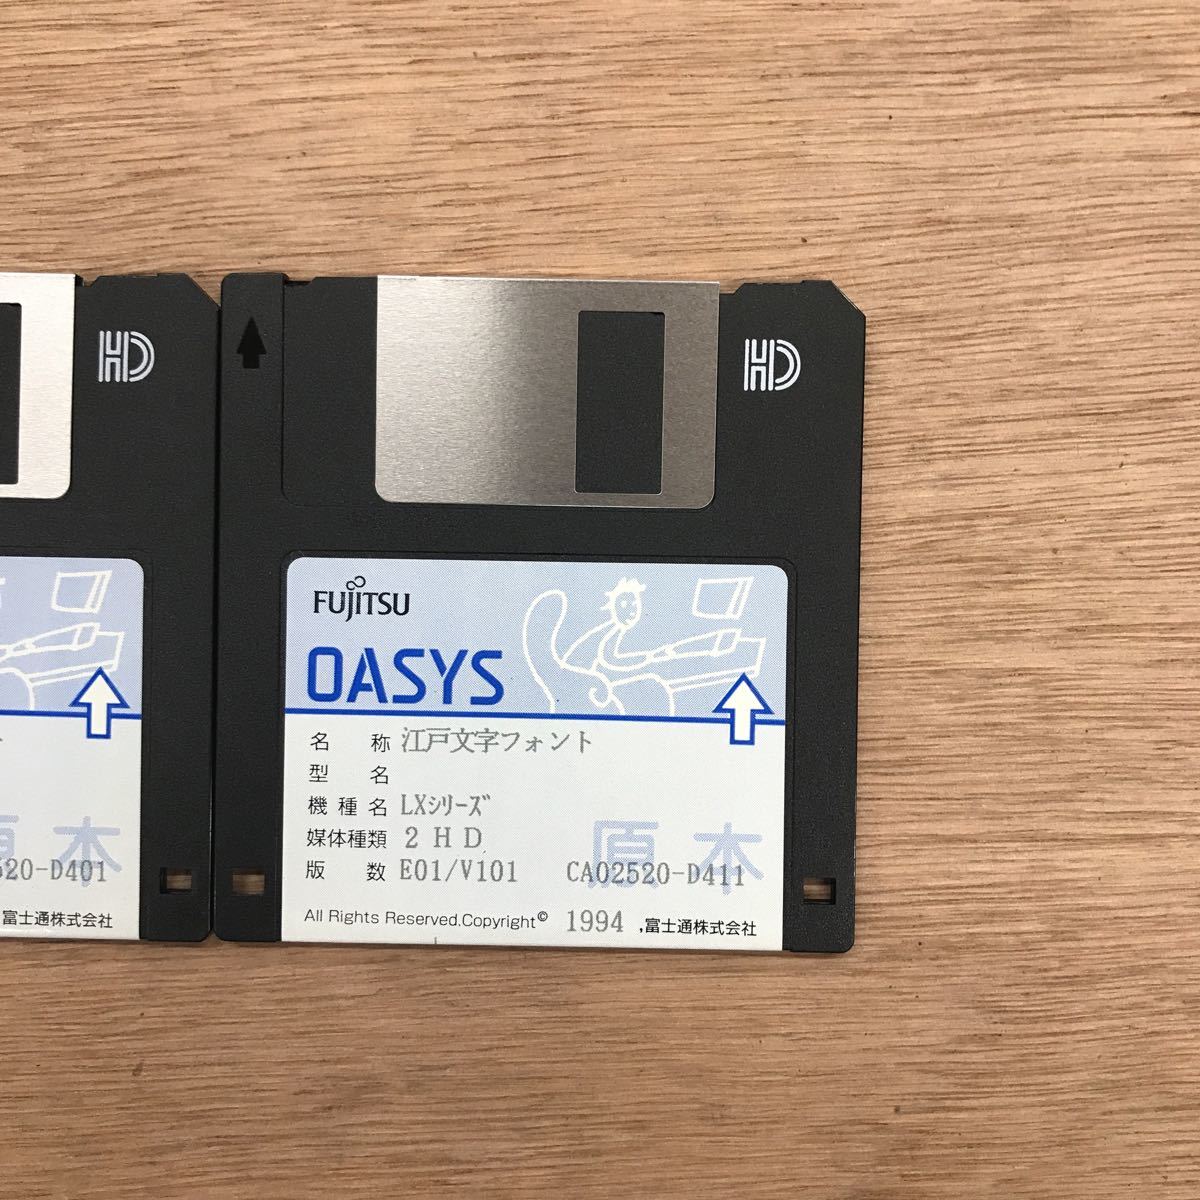 HD
HD
FUJITSU
OASYS
名 称 江戸文字フォント
型 名
機種名 LXシリーズ
媒体種類 2HD
版 数 E01/V101 CA02520-D411
原本
All Rights Reserved.Copyright© 1994 ,富士通株式会社
原本
520-D401
富士通株式会社